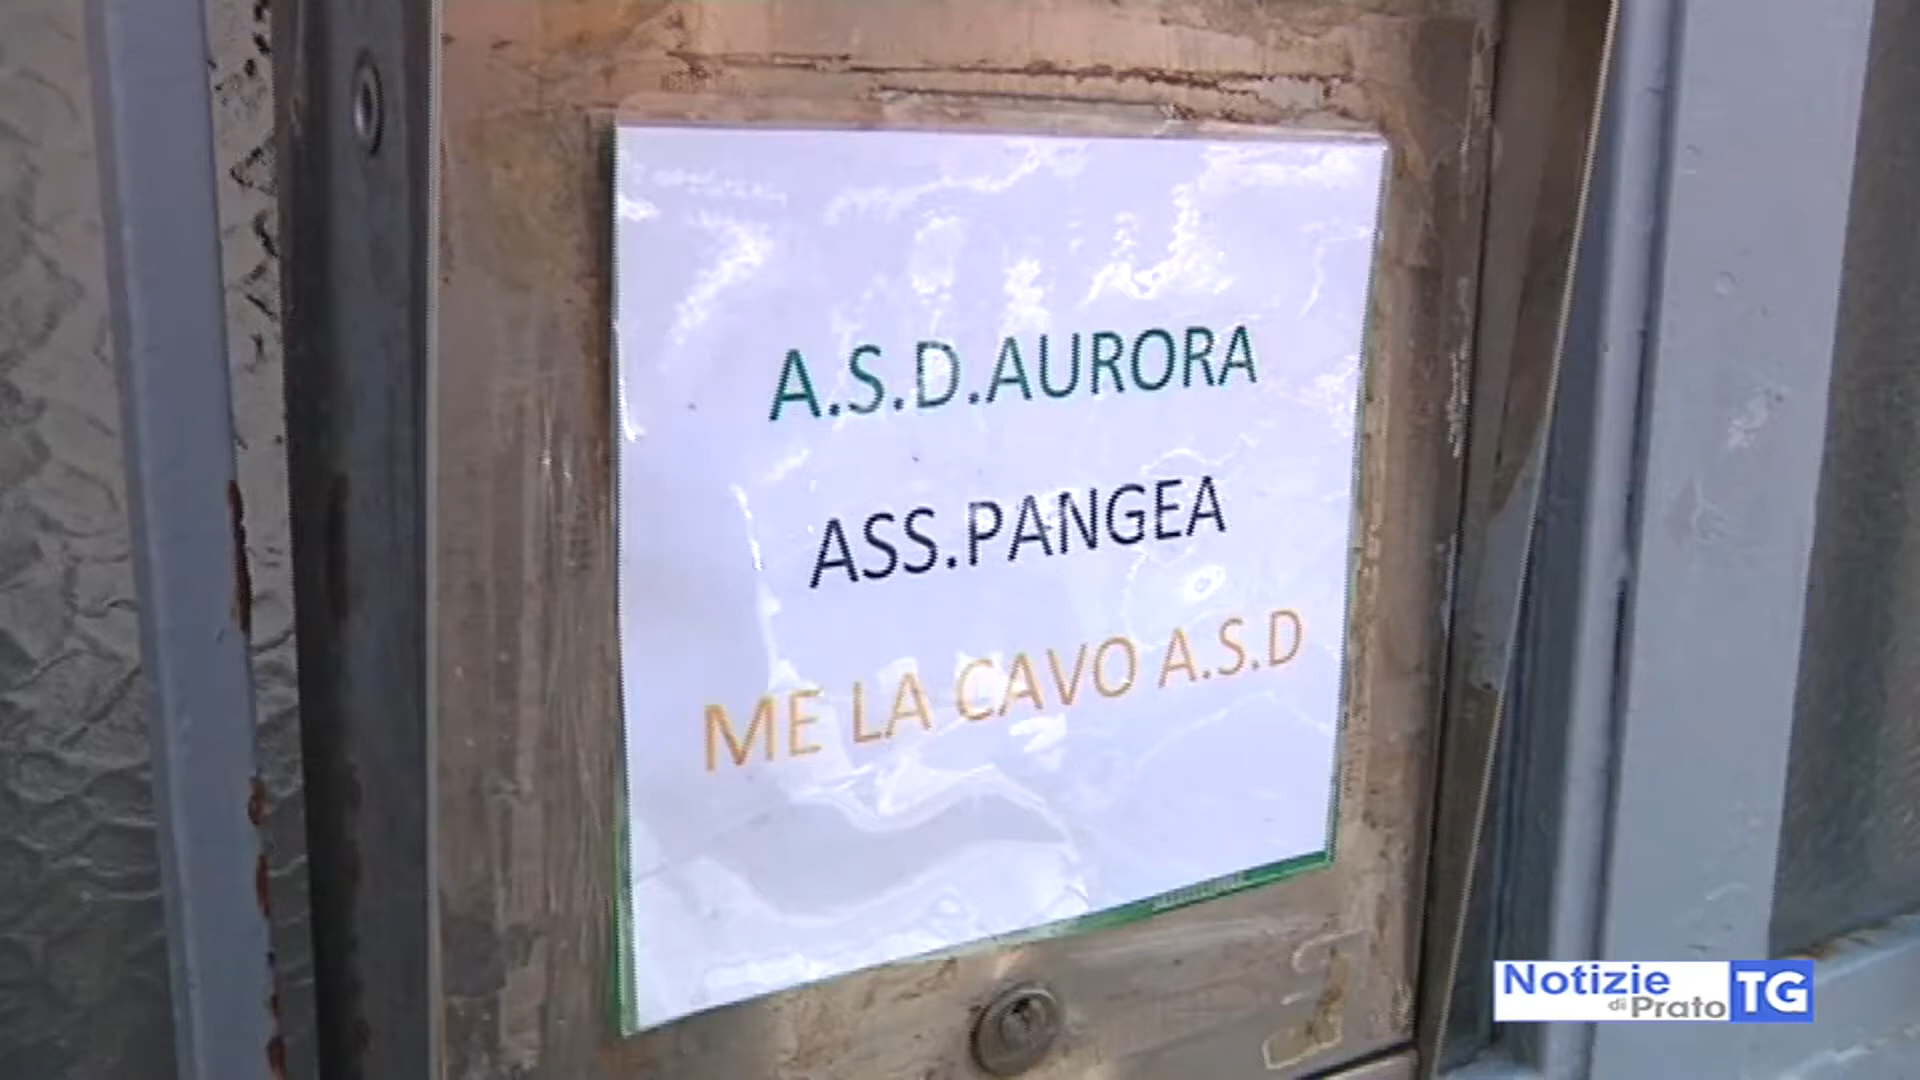 A.S.D.AURORA
ASS.PANGEA
ME LA CAVO A.S.D
Notizie
di Prato TG